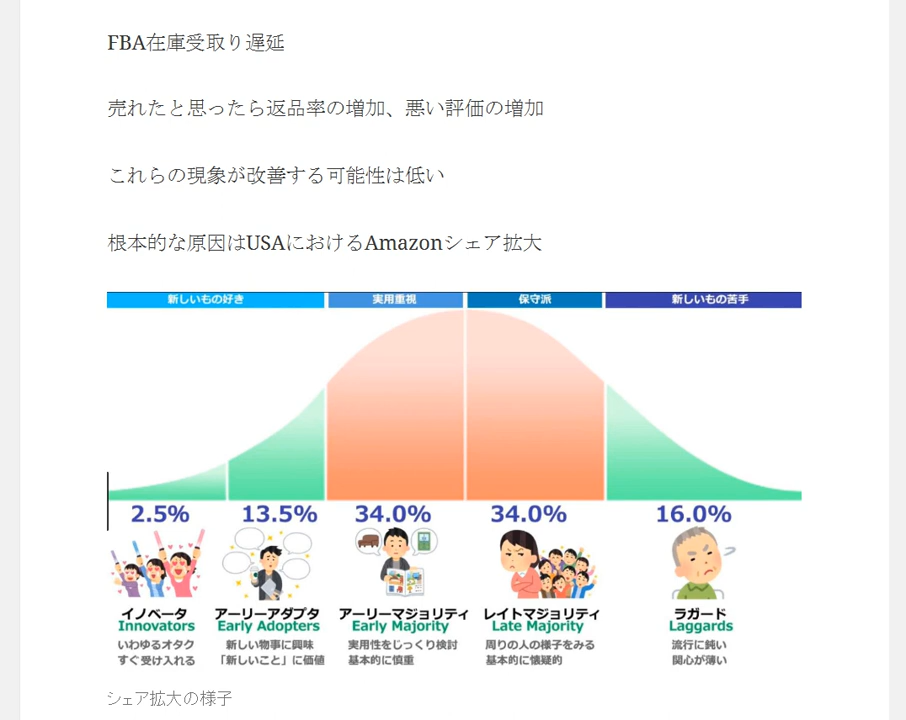 FBA在庫受取り遅延
売れたと思ったら返品率の増加、悪い評価の増加
これらの現象が改善する可能性は低い
根本的な原因はUSAにおけるAmazonシェア拡大
新しいもの好き 実用重視 保守派 新しいもの苦手
2.5% 13.5% 34.0% 34.0% 16.0%
イノベータ アーリーアダプタ アーリーマジョリティ レイトマジョリティ ラガード
Innovators Early Adopters Early Majority Late Majority Laggards
いわゆるオタク 新しい物事に興味 実用性をじっくり検討 周りの人の様子をみる 流行に鈍い
すぐ受け入れる 「新しいこと」に価値 基本的に慎重 基本的に懐疑的 関心が薄い
シェア拡大の様子